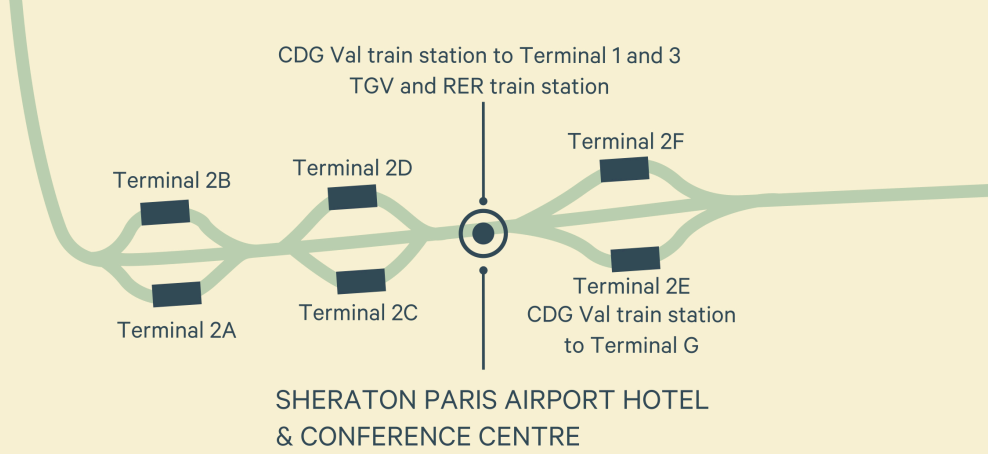 CDG Val train station to Terminal 1 and 3
TGV and RER train station
Terminal 2F
Terminal 2D
Terminal 2B
Terminal 2E
CDG Val train station
to Terminal G
Terminal 2C
Terminal 2A
SHERATON PARIS AIRPORT HOTEL
& CONFERENCE CENTRE